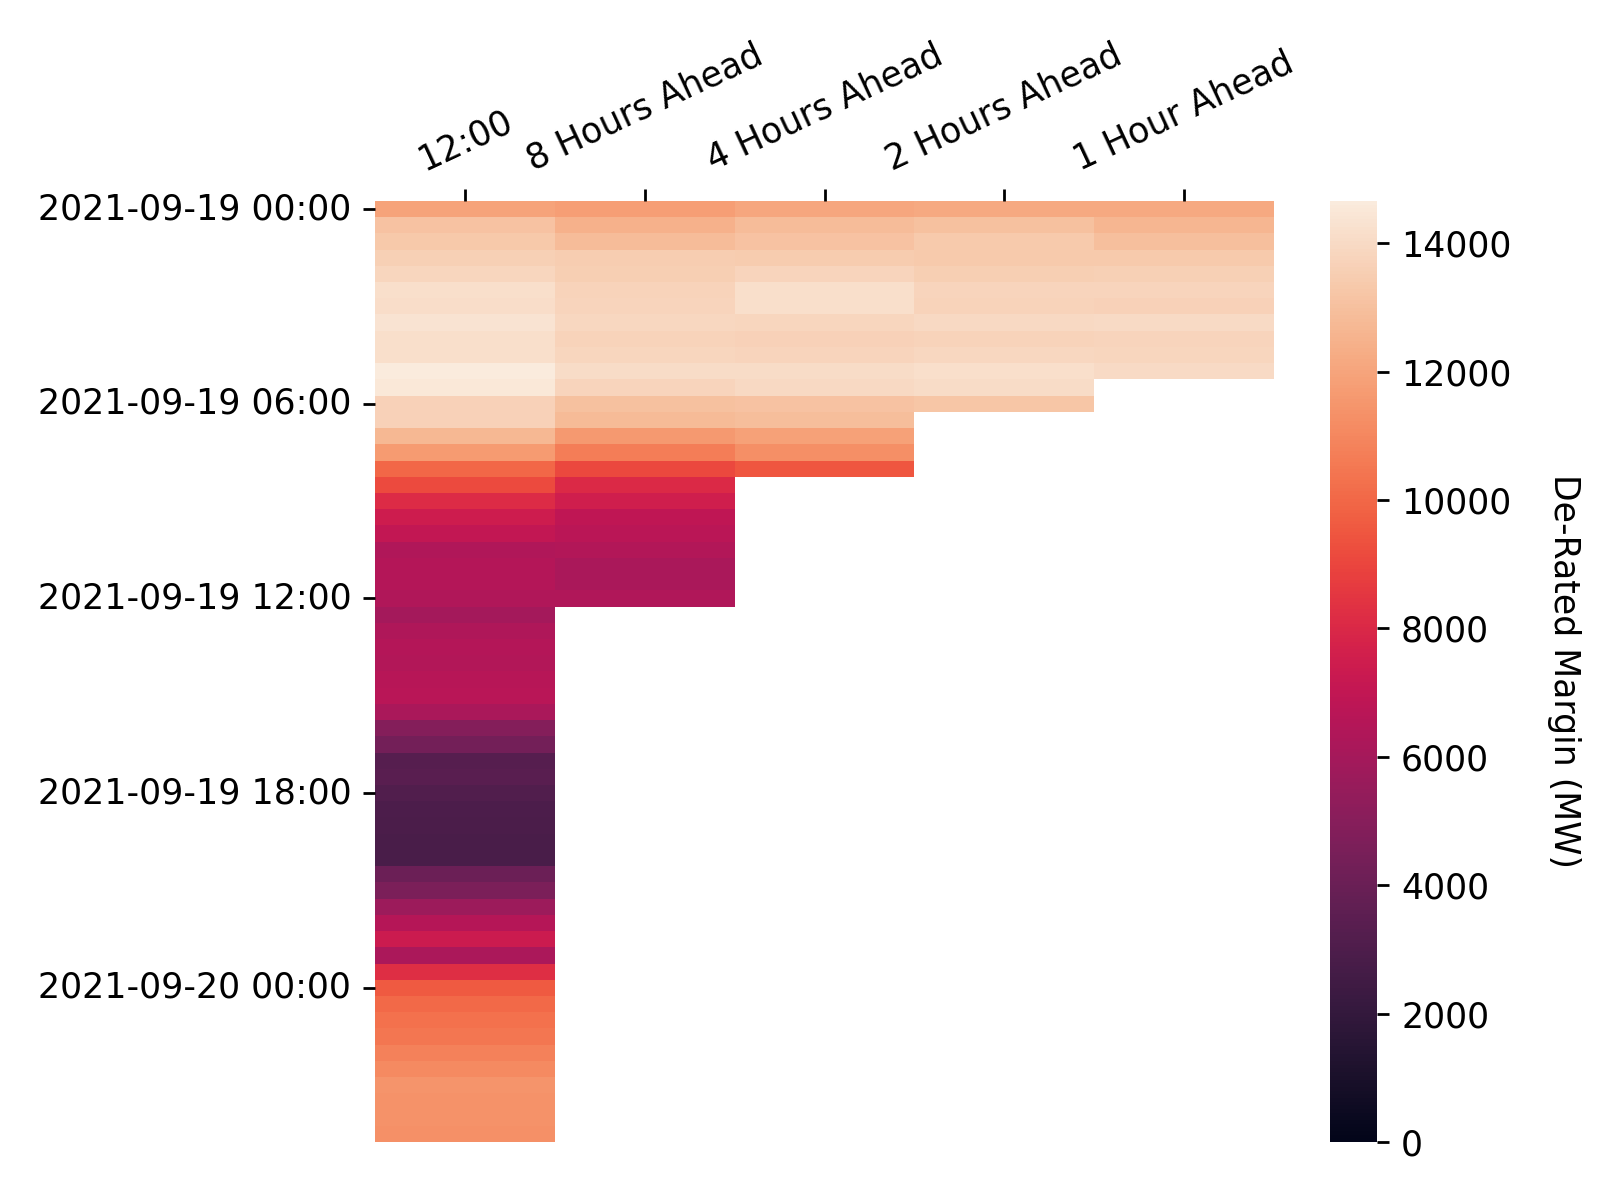 12:00
8 Hours Ahead
4 Hours Ahead
2 Hours Ahead
1 Hour Ahead
2021-09-19 00:00
2021-09-19 06:00
2021-09-19 12:00
2021-09-19 18:00
2021-09-20 00:00
14000
12000
10000
8000
6000
4000
2000
0
De-Rated Margin (MW)